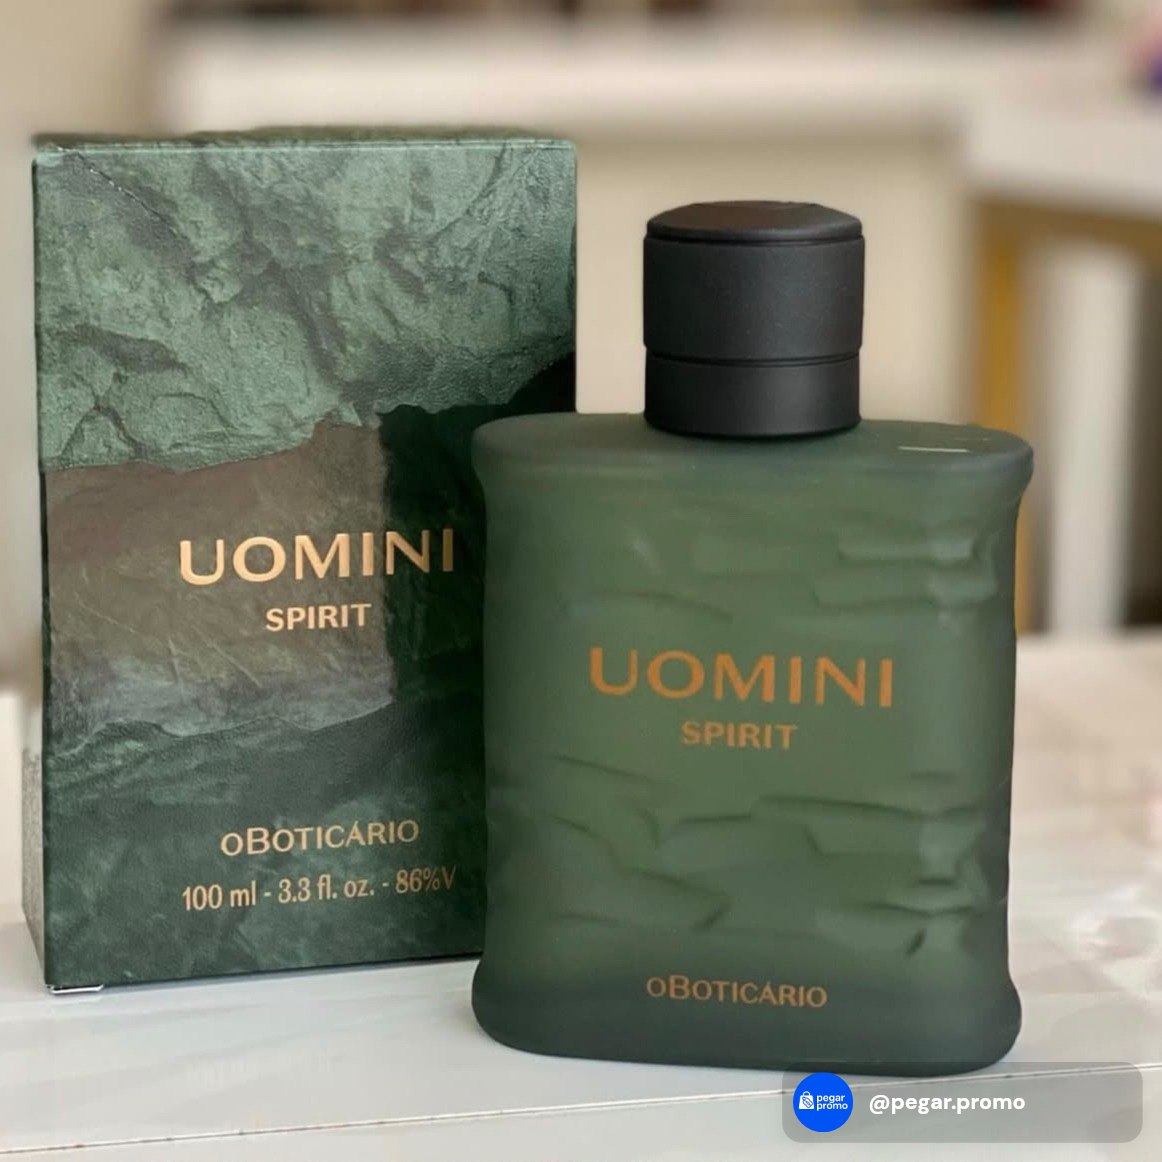 UOMINI
SPIRIT
oBOTICÁRIO
100 ml - 3.3 fl. oz. - 86%V
UOMINI
SPIRIT
oBOTICÁRIO
pegar
promo
@pegar.promo